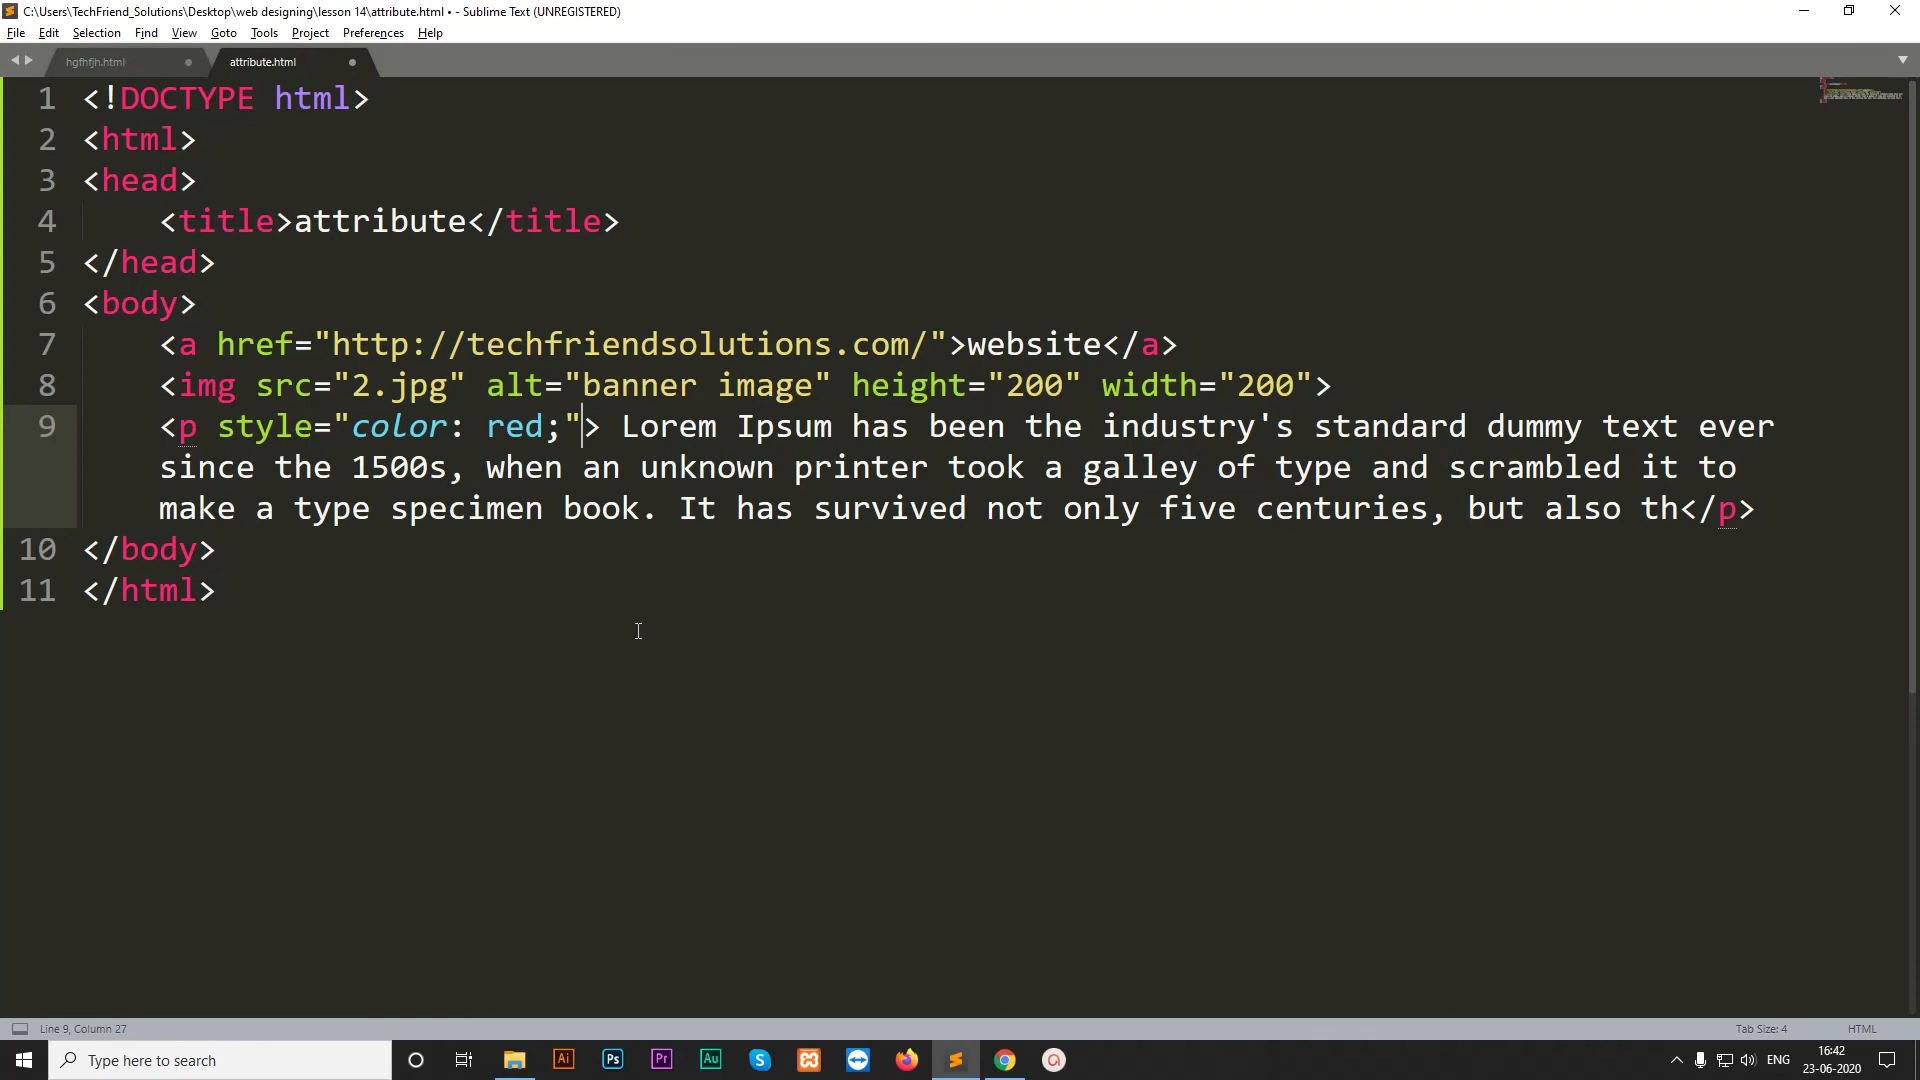 C:\Users\TechFriend_Solutions\Desktop\web designing\lesson 14\attribute.html • - Sublime Text (UNREGISTERED)
File Edit Selection Find View Goto Tools Project Preferences Help
hgfhfjh.html attribute.html
1 <!DOCTYPE html>
2 <html>
3 <head>
4 <title>attribute</title>
5 </head>
6 <body>
7 <a href="http://techfriendsolutions.com/">website</a>
8 <img src="2.jpg" alt="banner image" height="200" width="200">
9 <p style="color: red;"> Lorem Ipsum has been the industry's standard dummy text ever
since the 1500s, when an unknown printer took a galley of type and scrambled it to
make a type specimen book. It has survived not only five centuries, but also th</p>
10 </body>
11 </html>
Line 9, Column 27 Tab Size: 4 HTML
Type here to search Ai Ps Pr Au S ENG 16:42
23-06-2020